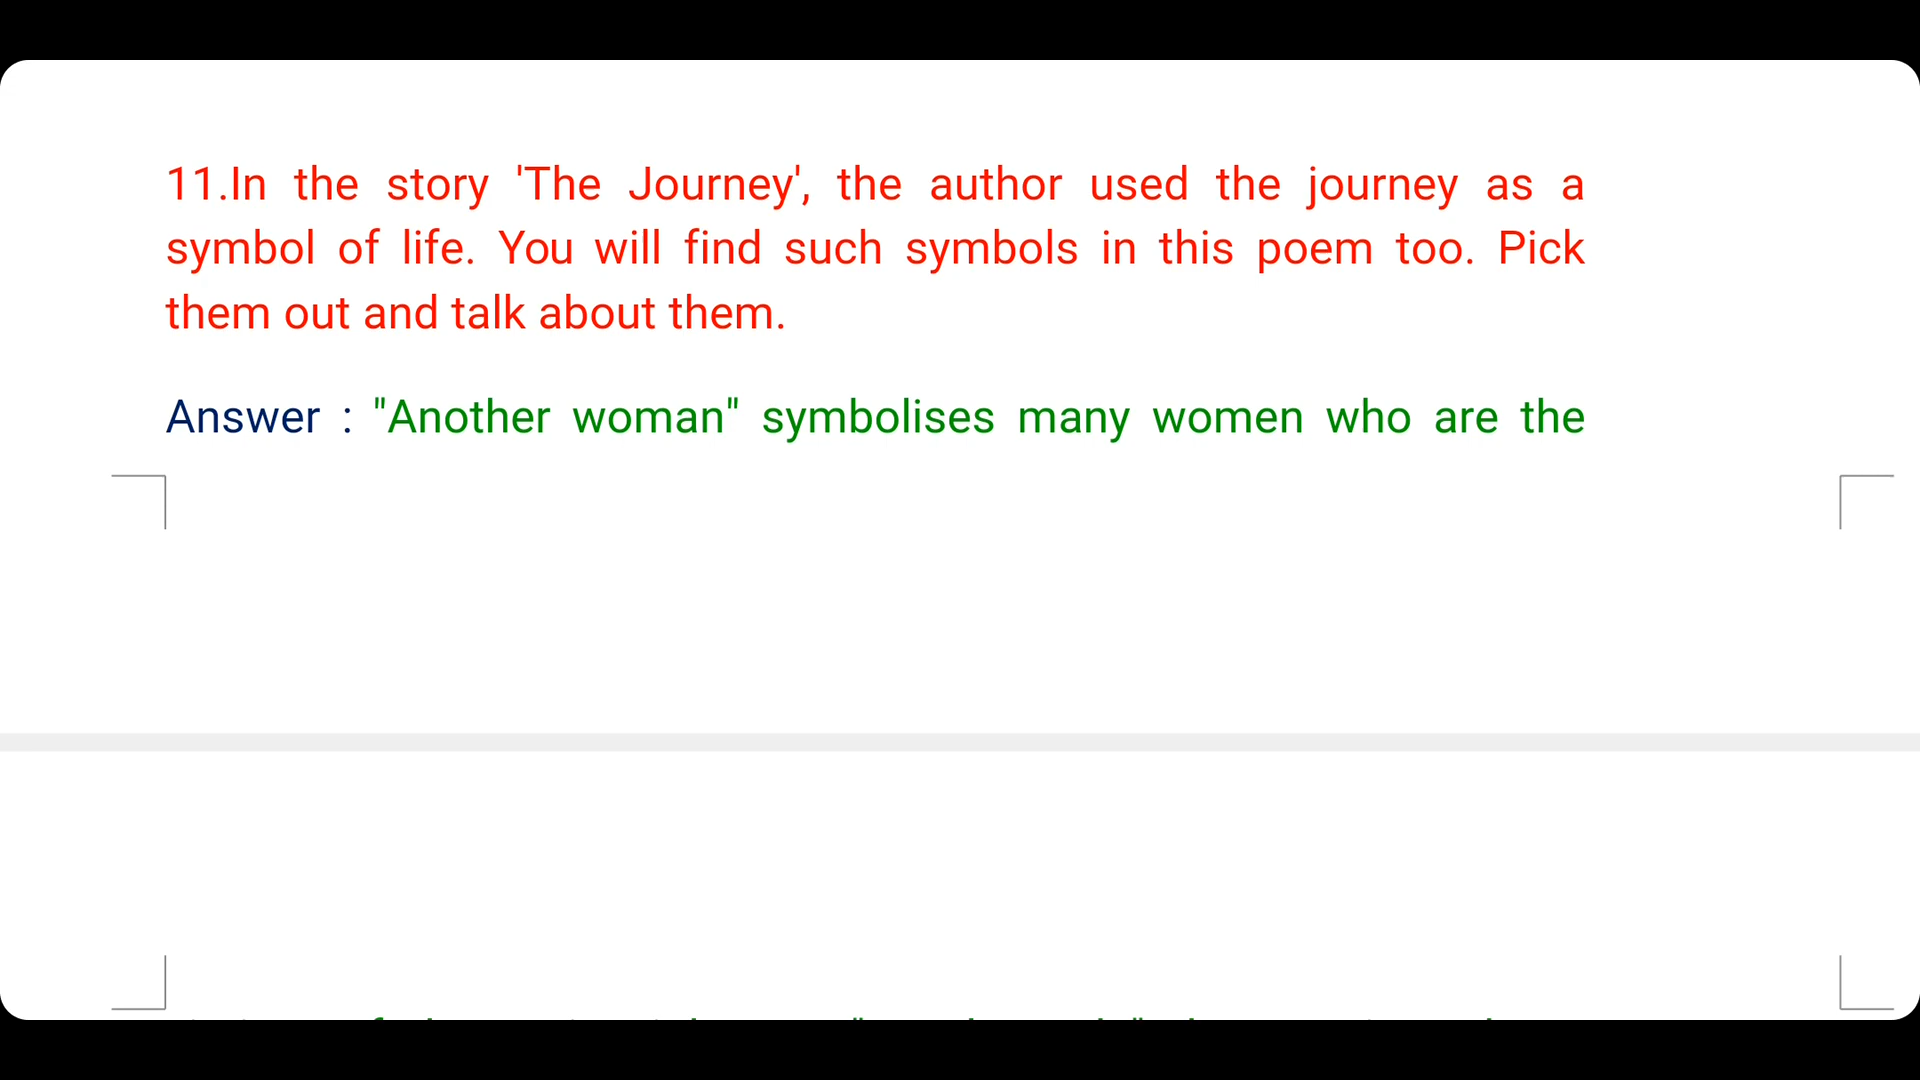 11.In the story 'The Journey', the author used the journey as a
symbol of life. You will find such symbols in this poem too. Pick
them out and talk about them.
Answer : "Another woman" symbolises many women who are the